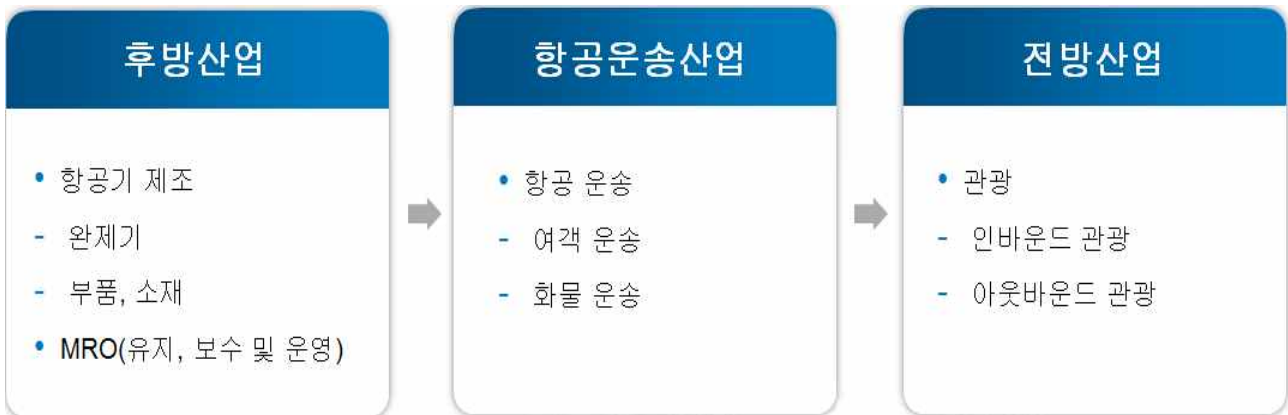 후방산업
• 항공기 제조
- 완제기
- 부품, 소재
• MRO(유지, 보수 및 운영)
항공운송산업
• 항공 운송
- 여객 운송
- 화물 운송
전방산업
• 관광
- 인바운드 관광
- 아웃바운드 관광